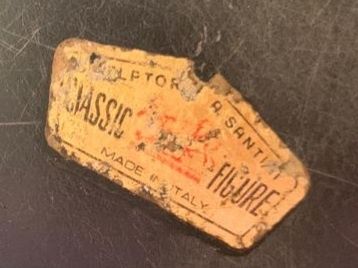 SCULPTOR A. SANTINI
CLASSIC FIGURE
MADE IN ITALY